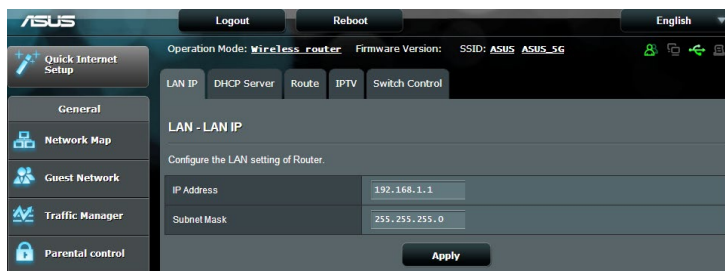 ASUS
Logout
Reboot
English
Operation Mode: Wireless router Firmware Version: SSID: ASUS ASUS_5G
Quick Internet
Setup
LAN IP
DHCP Server
Route
IPTV
Switch Control
General
Network Map
Guest Network
Traffic Manager
Parental control
LAN - LAN IP
Configure the LAN setting of Router.
IP Address 192.168.1.1
Subnet Mask 255.255.255.0
Apply